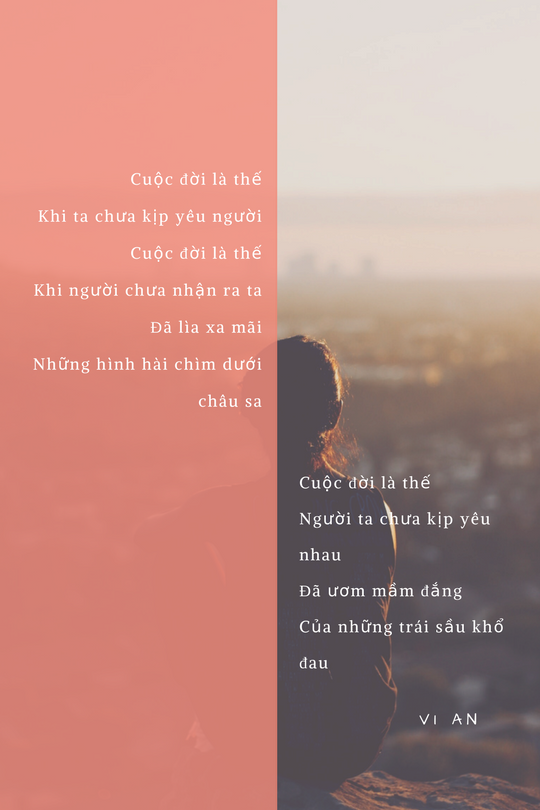 Cuộc đời là thế
Khi ta chưa kịp yêu người
Cuộc đời là thế
Khi người chưa nhận ra ta
Đã lìa xa mãi
Những hình hài chìm dưới
châu sa
Cuộc đời là thế
Người ta chưa kịp yêu
nhau
Đã ươm mầm đắng
Của những trái sầu khổ
đau
VI AN